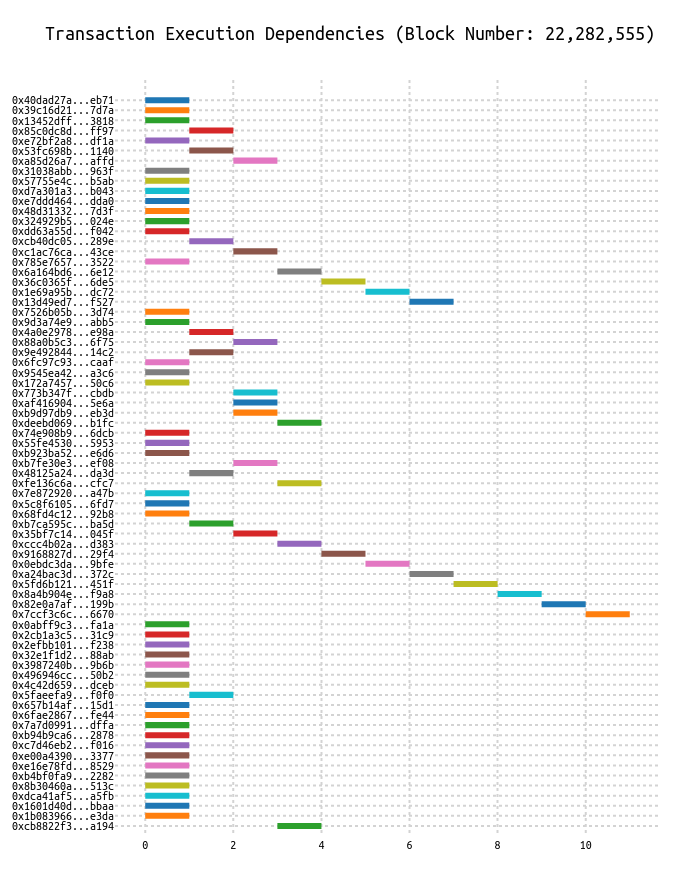 Transaction Execution Dependencies (Block Number: 22,282,555)
0x40dad27a...eb71
0x39c16d21...7d7a
0x13452dff...3818
0x85c0dc8d...ff97
0xe72bf2a8...df1a
0x53fc698b...1140
0xa85d26a7...affd
0x31038abb...963f
0x57755e4c...b5ab
0xd7a301a3...b043
0xe7ddd464...dda0
0x48d31332...7d3f
0x324929b5...024e
0xdd63a55d...f042
0xcb40dc05...289e
0xc1ac76ca...43ce
0x785e7657...3522
0x6a164bd6...6e12
0x36c0365f...6de5
0x1e69a95b...dc72
0x13d49ed7...f527
0x7526b05b...3d74
0x9d3a74e9...abb5
0x4a0e2978...e98a
0x88a0b5c3...6f75
0x9e492844...14c2
0x6fc97c93...caaf
0x9545ea42...a3c6
0x172a7457...50c6
0x773b347f...cbdb
0xaf416904...5e6a
0xb9d97db9...eb3d
0xdeebd069...b1fc
0x74e908b9...6dcb
0x55fe4530...5953
0xb923ba52...e6d6
0xb7fe30e3...ef08
0x48125a24...da3d
0xfe136c6a...cfc7
0x7e872920...a47b
0x5c8f6105...6fd7
0x68fd4c12...92b8
0xb7ca595c...ba5d
0x35bf7c14...045f
0xccc4b02a...d383
0x9168827d...29f4
0x0ebdc3da...9bfe
0xa24bac3d...372c
0x5fd6b121...451f
0x8a4b904e...f9a8
0x82e0a7af...199b
0x7ccf3c6c...6670
0x0abff9c3...fa1a
0x2cb1a3c5...31c9
0x2efbb101...f238
0x32e1f1d2...88ab
0x3987240b...9b6b
0x496946cc...50b2
0x4c42d659...dceb
0x5faeefa9...f0f0
0x657b14af...15d1
0x6fae2867...fe44
0x7a7d0991...dffa
0xb94b9ca6...2878
0xc7d46eb2...f016
0xe00a4390...3377
0xe16e78fd...8529
0xb4bf0fa9...2282
0x8b30460a...513c
0xdca41af5...a5fb
0x1601d40d...bbaa
0x1b083966...e3da
0xcb8822f3...a194
0 2 4 6 8 10